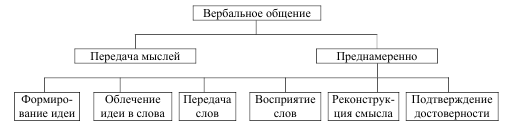 Вербальное общение
Передача мыслей
Преднамеренно
Формиро-
вание идеи
Облечение
идеи в слова
Передача
слов
Восприятие
слов
Реконструк-
ция смысла
Подтверждение
достоверности